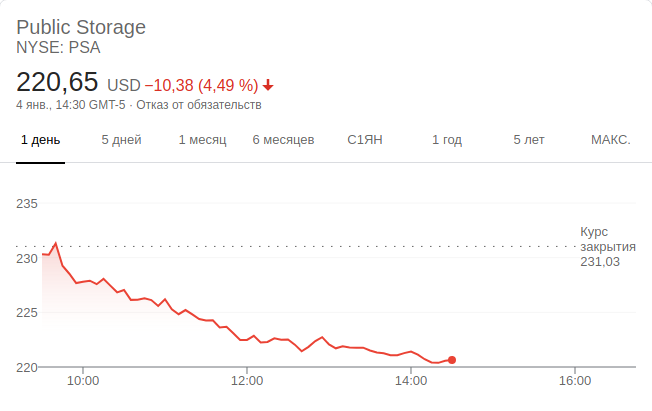 Public Storage
NYSE: PSA
220,65 USD −10,38 (4,49 %)
4 янв., 14:30 GMT-5 · Отказ от обязательств
1 день 5 дней 1 месяц 6 месяцев С1ЯН 1 год 5 лет МАКС.
235
230
225
220
Курс
закрытия
231,03
10:00 12:00 14:00 16:00